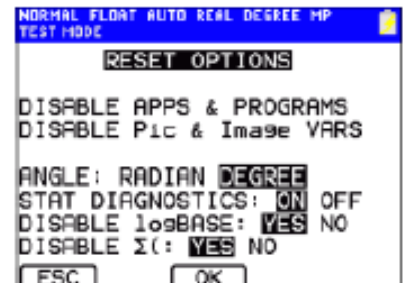 NORMAL FLOAT AUTO REAL DEGREE MP
TEST MODE
RESET OPTIONS
DISABLE APPS & PROGRAMS
DISABLE Pic & Image VARS
ANGLE: RADIAN DEGREE
STAT DIAGNOSTICS: ON OFF
DISABLE logBASE: YES NO
DISABLE Σ(: YES NO
ESC OK